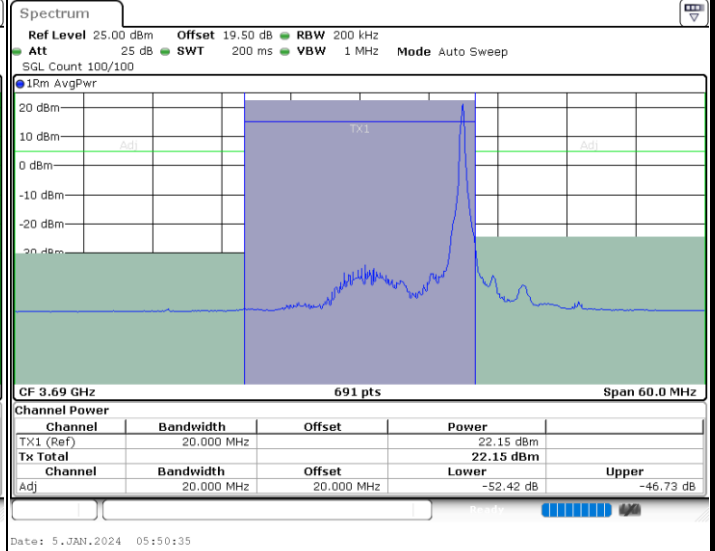 Spectrum
Ref Level 25.00 dBm Offset 19.50 dB RBW 200 kHz
Att 25 dB SWT 200 ms VBW 1 MHz Mode Auto Sweep
SGL Count 100/100
1Rm AvgPwr
20 dBm
TX1
10 dBm
Adj Adj
0 dBm
-10 dBm
-20 dBm
-30 dBm
CF 3.69 GHz 691 pts Span 60.0 MHz
Channel Power
Channel Bandwidth Offset Power
TX1 (Ref) 20.000 MHz 22.15 dBm
Tx Total 22.15 dBm
Channel Bandwidth Offset Lower Upper
Adj 20.000 MHz 20.000 MHz -52.42 dB -46.73 dB
Ready
Date: 5.JAN.2024 05:50:35